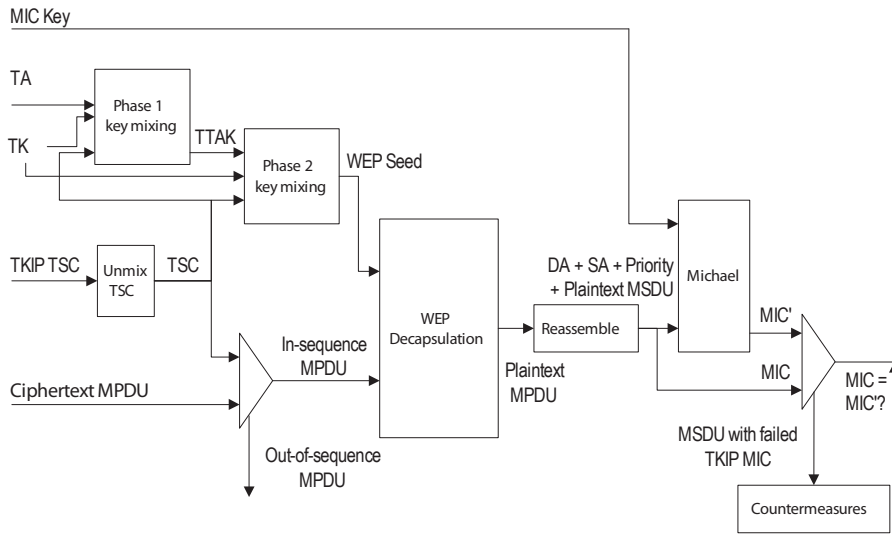 MIC Key
TA
Phase 1
key mixing
TK
TTAK
Phase 2
key mixing
WEP Seed
TKIP TSC
Unmix
TSC
TSC
DA + SA + Priority
+ Plaintext MSDU
Michael
WEP
Decapsulation
Reassemble
MIC'
In-sequence
MPDU
Plaintext
MPDU
MIC
MIC =
MIC'?
Ciphertext MPDU
Out-of-sequence
MPDU
MSDU with failed
TKIP MIC
Countermeasures